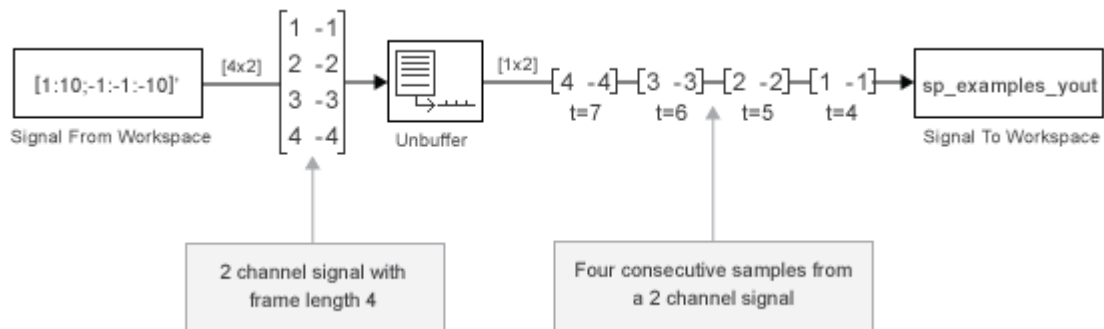 [1:10;-1:-1:-10]'
Signal From Workspace
[4x2]
1 -1
2 -2
3 -3
4 -4
Unbuffer
[1x2]
[4 -4] [3 -3] [2 -2] [1 -1]
t=7 t=6 t=5 t=4
sp_examples_yout
Signal To Workspace
2 channel signal with
frame length 4
Four consecutive samples from
a 2 channel signal